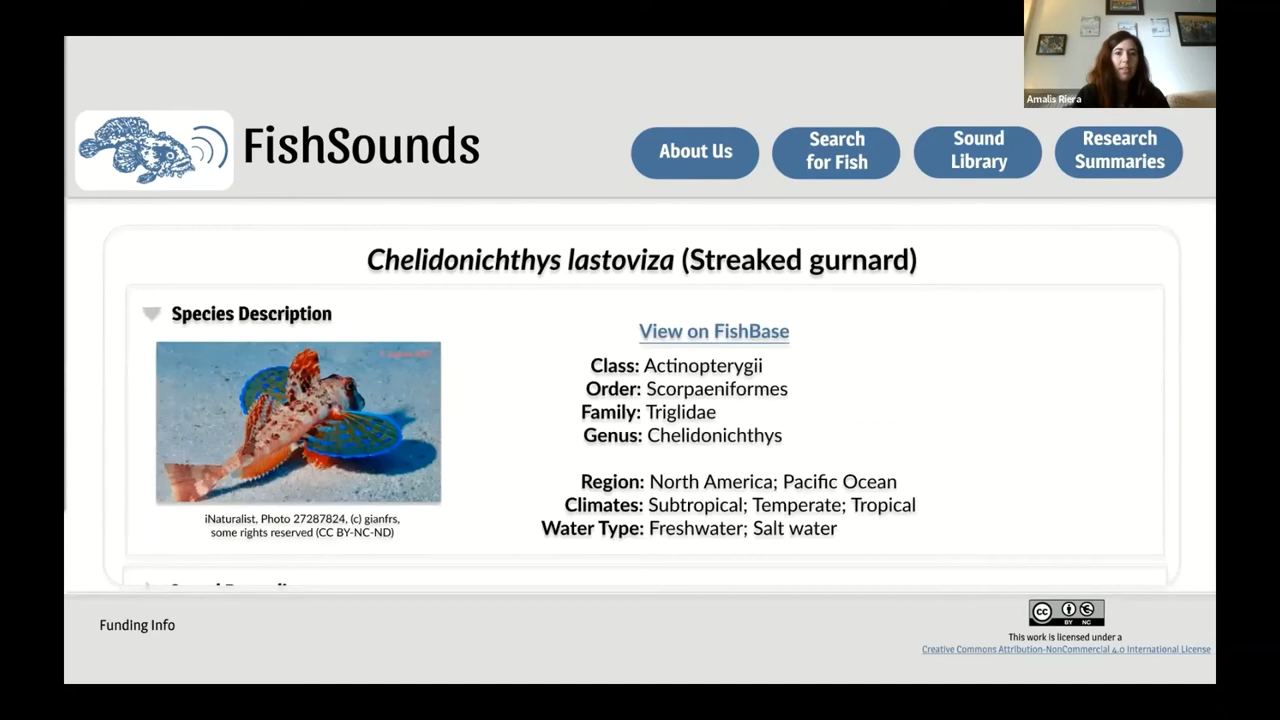 Amalis Riera
FishSounds
About Us
Search
for Fish
Sound
Library
Research
Summaries
Chelidonichthys lastoviza (Streaked gurnard)
Species Description
View on FishBase
Class: Actinopterygii
Order: Scorpaeniformes
Family: Triglidae
Genus: Chelidonichthys
Region: North America; Pacific Ocean
Climates: Subtropical; Temperate; Tropical
Water Type: Freshwater; Salt water
iNaturalist, Photo 27287824, (c) gianfrs,
some rights reserved (CC BY-NC-ND)
Funding Info
cc
BY NC
This work is licensed under a
Creative Commons Attribution-NonCommercial 4.0 International License